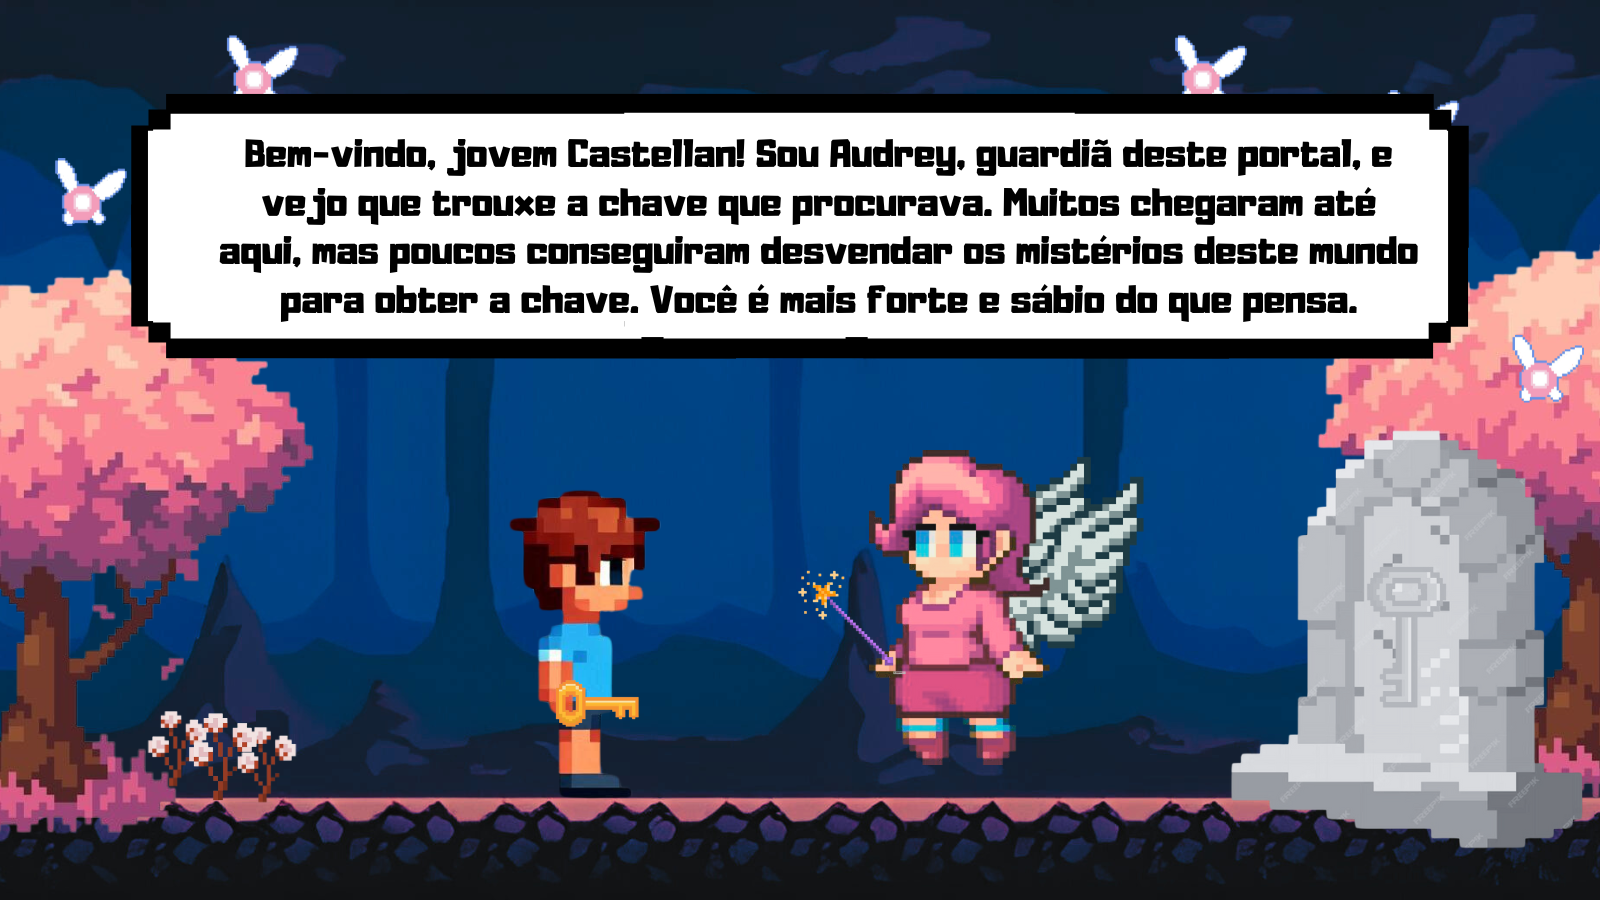 Bem-vindo, jovem Castellan! Sou Audrey, guardiã deste portal, e
vejo que trouxe a chave que procurava. Muitos chegaram até
aqui, mas poucos conseguiram desvendar os mistérios deste mundo
para obter a chave. Você é mais forte e sábio do que pensa.